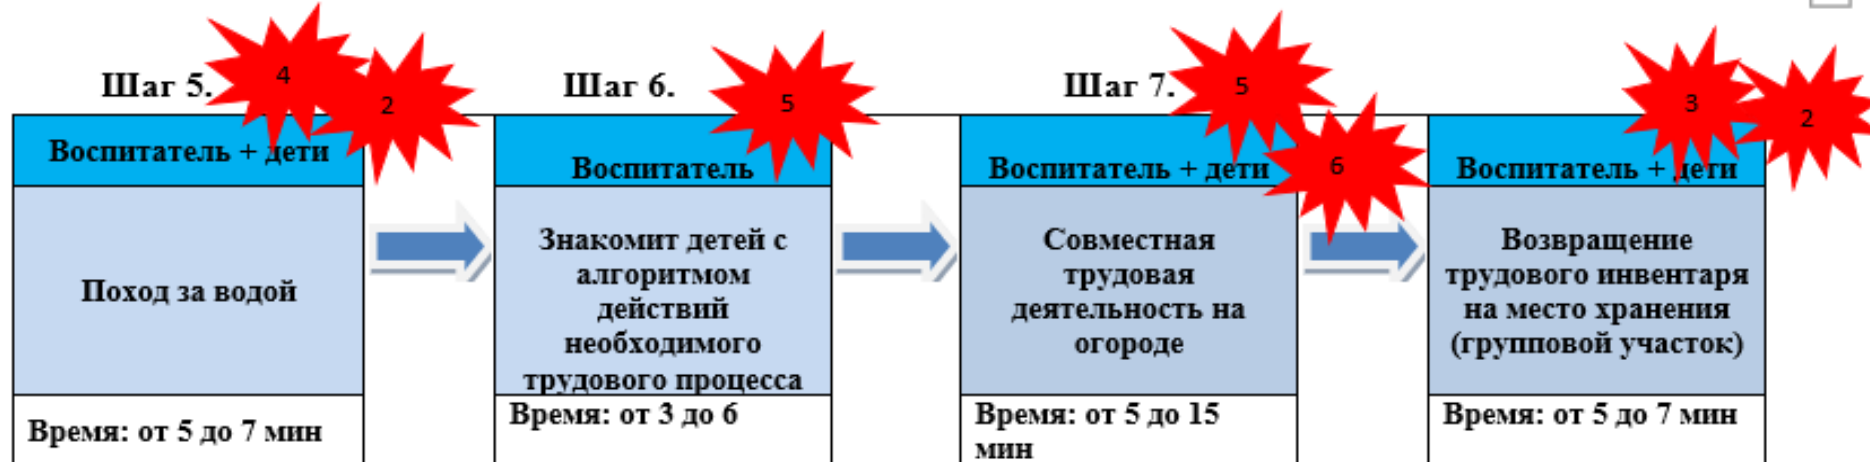 Шаг 5.
4
2
Воспитатель + дети
Поход за водой
Время: от 5 до 7 мин
Шаг 6.
5
Воспитатель
Знакомит детей с
алгоритмом
действий
необходимого
трудового процесса
Время: от 3 до 6
Шаг 7.
5
6
Воспитатель + дети
Совместная
трудовая
деятельность на
огороде
Время: от 5 до 15
мин
3
2
Воспитатель + дети
Возвращение
трудового инвентаря
на место хранения
(групповой участок)
Время: от 5 до 7 мин